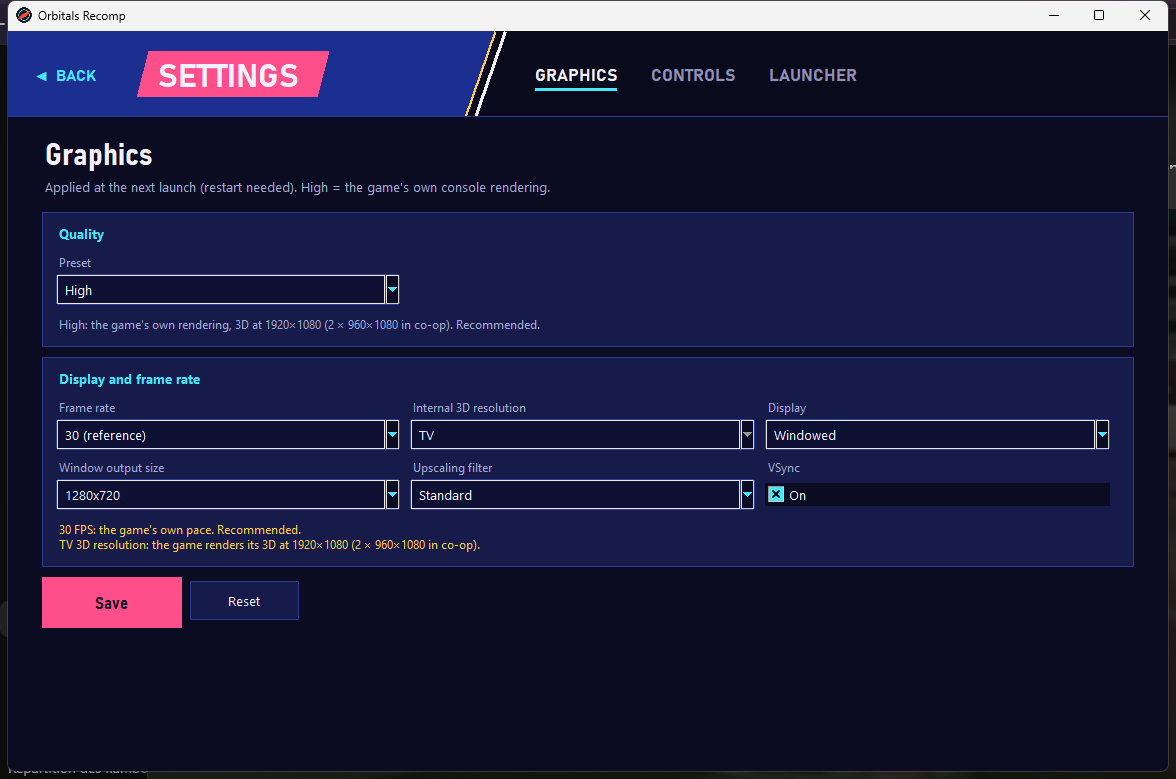 Orbitals Recomp
◄ BACK
SETTINGS
GRAPHICS
CONTROLS
LAUNCHER
Graphics
Applied at the next launch (restart needed). High = the game's own console rendering.
Quality
Preset
High
High: the game's own rendering, 3D at 1920×1080 (2 × 960×1080 in co-op). Recommended.
Display and frame rate
Frame rate
Internal 3D resolution
Display
30 (reference)
TV
Windowed
Window output size
Upscaling filter
VSync
1280x720
Standard
On
30 FPS: the game's own pace. Recommended.
TV 3D resolution: the game renders its 3D at 1920×1080 (2 × 960×1080 in co-op).
Save
Reset